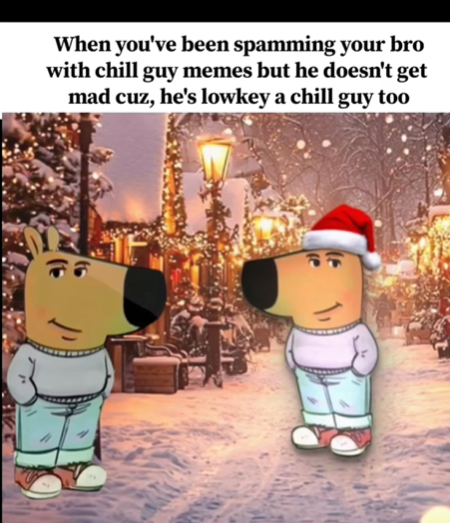 When you've been spamming your bro
with chill guy memes but he doesn't get
mad cuz, he's lowkey a chill guy too